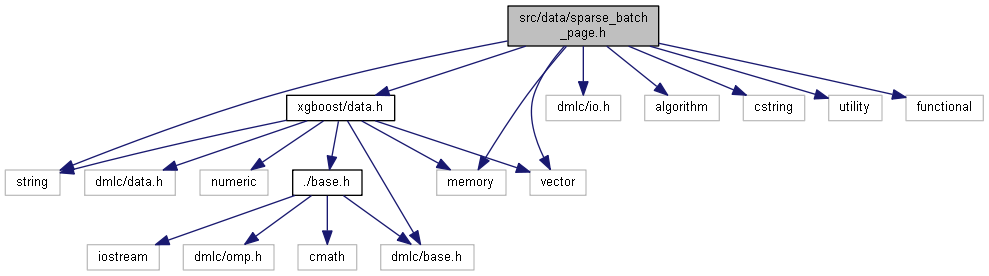 src/data/sparse_batch
_page.h
xgboost/data.h
dmlc/io.h
algorithm
cstring
utility
functional
string
dmlc/data.h
numeric
./base.h
memory
vector
iostream
dmlc/omp.h
cmath
dmlc/base.h